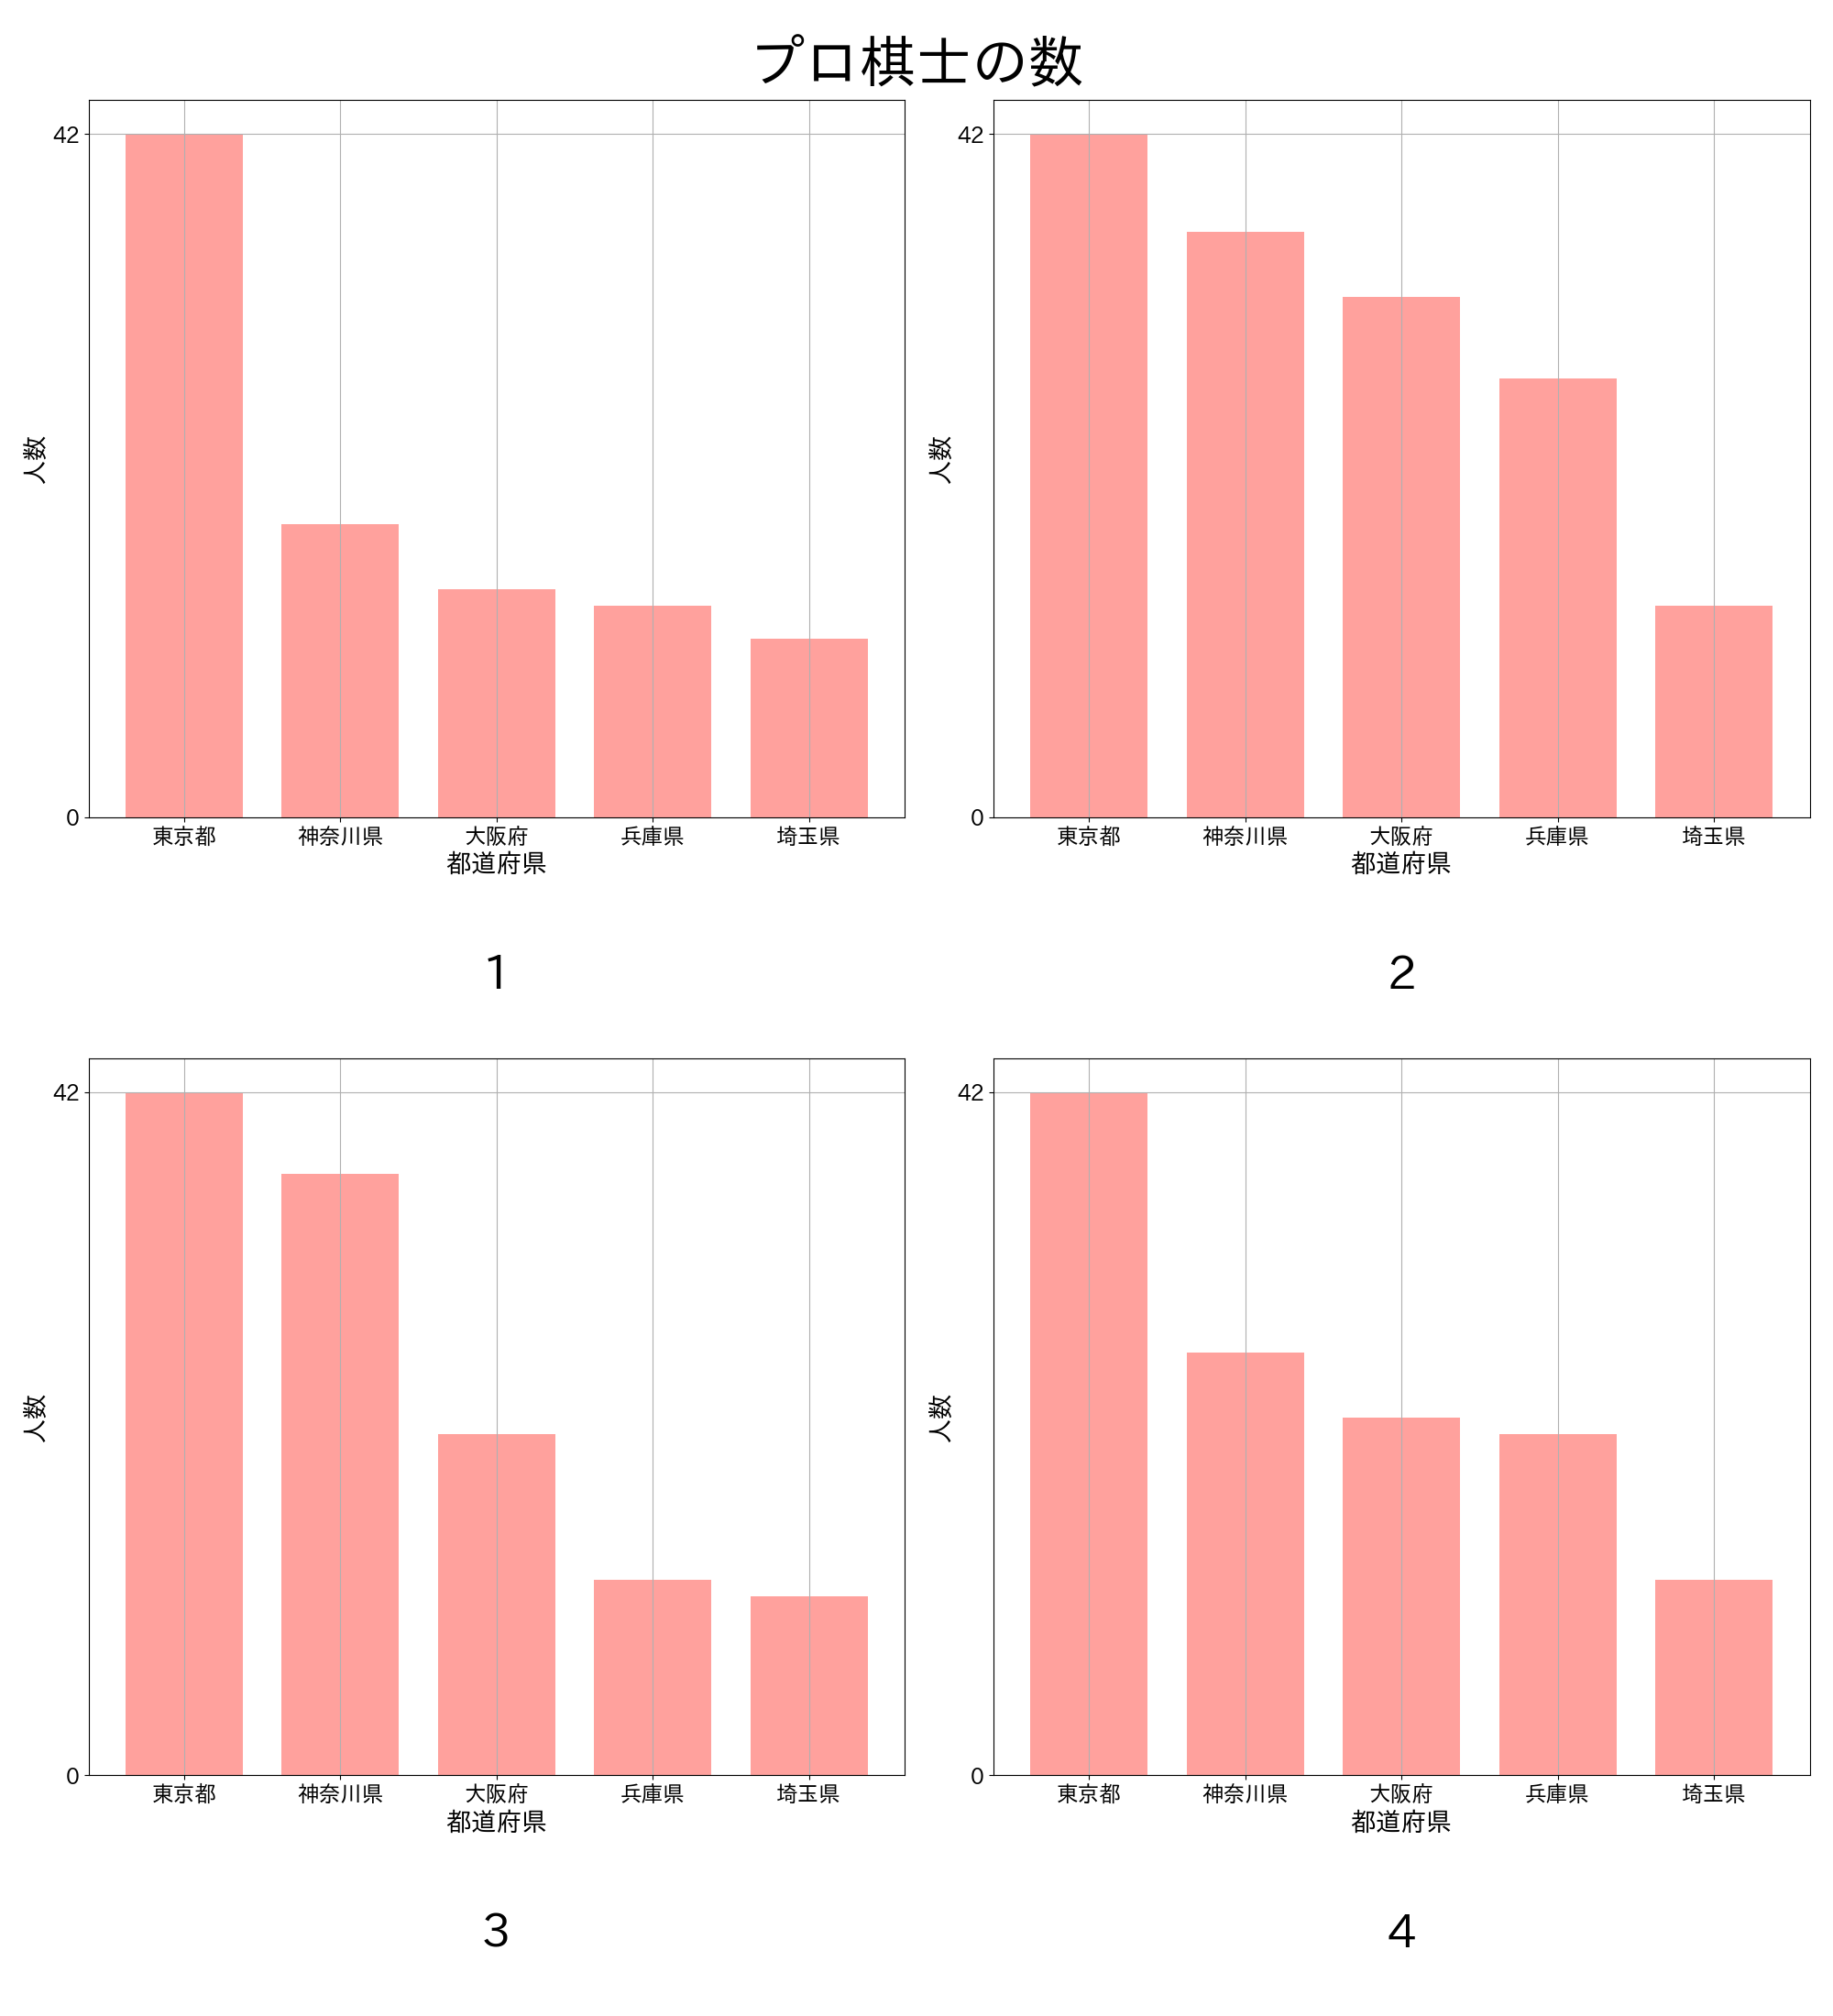 プロ棋士の数
42
0
人数
東京都 神奈川県 大阪府 兵庫県 埼玉県
都道府県
1
42
0
人数
東京都 神奈川県 大阪府 兵庫県 埼玉県
都道府県
2
42
0
人数
東京都 神奈川県 大阪府 兵庫県 埼玉県
都道府県
3
42
0
人数
東京都 神奈川県 大阪府 兵庫県 埼玉県
都道府県
4